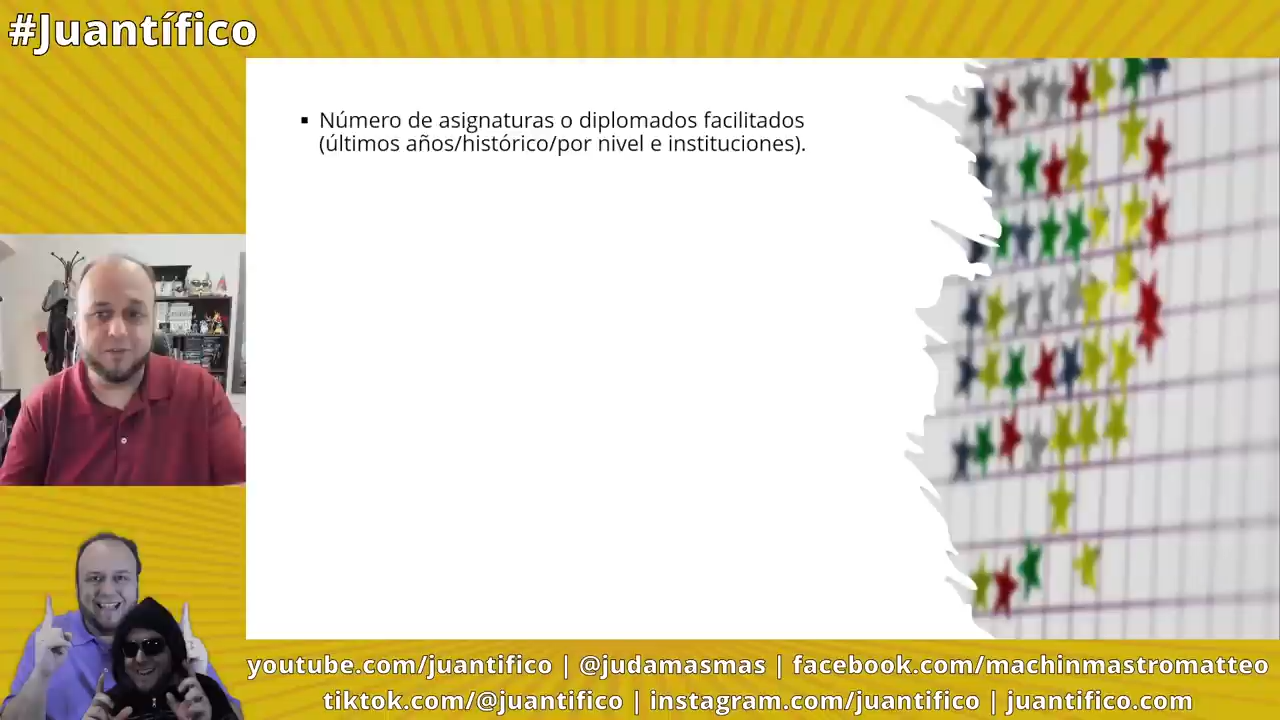 #Juantífico
▪ Número de asignaturas o diplomados facilitados
(últimos años/histórico/por nivel e instituciones).
youtube.com/juantifico | @judamasmas | facebook.com/machinmastromatteo
tiktok.com/@juantifico | instagram.com/juantifico | juantifico.com